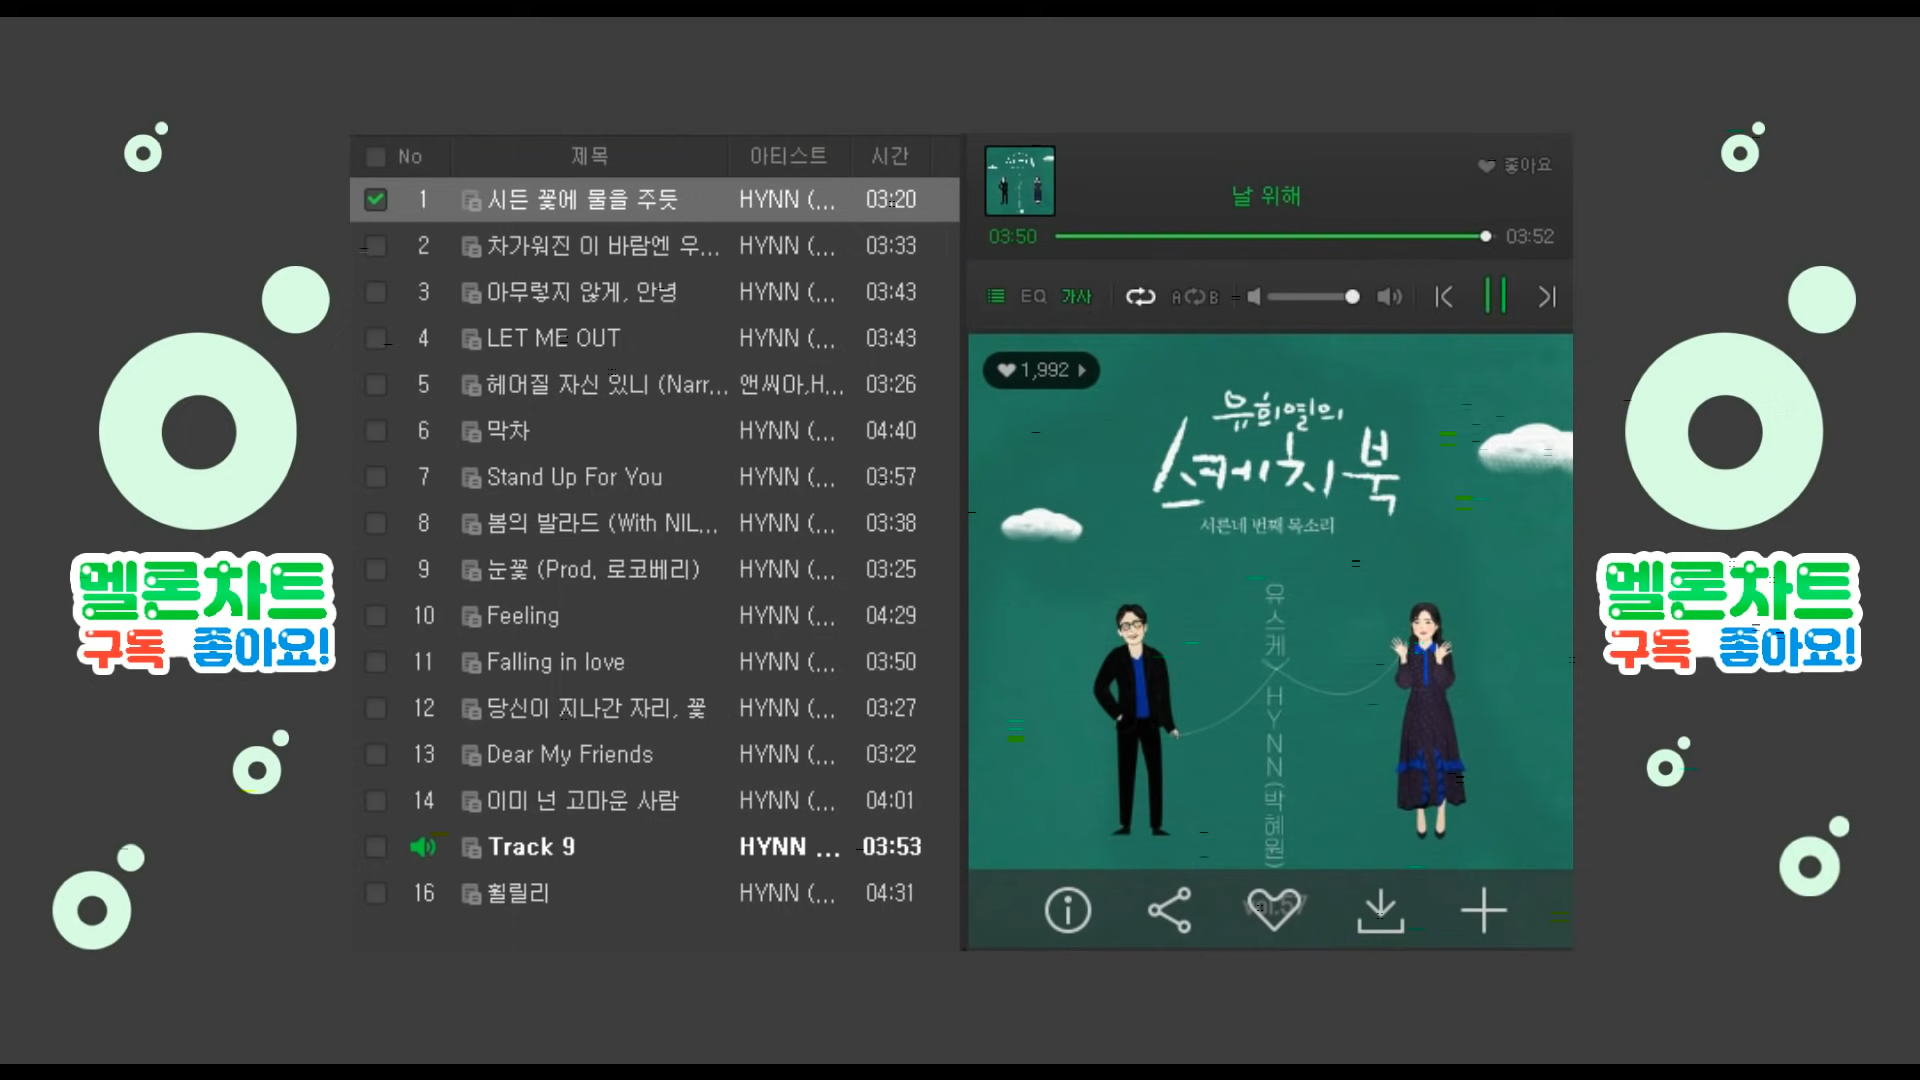 No 제목 아티스트 시간
1 시든 꽃에 물을 주듯 HYNN (... 03:20
2 차가워진 이 바람엔 우... HYNN (... 03:33
3 아무렇지 않게, 안녕 HYNN (... 03:43
4 LET ME OUT HYNN (... 03:43
5 헤어질 자신 있니 (Narr... 앤씨아,H... 03:26
6 막차 HYNN (... 04:40
7 Stand Up For You HYNN (... 03:57
8 봄의 발라드 (With NIL... HYNN (... 03:38
9 눈꽃 (Prod. 로코베리) HYNN (... 03:25
10 Feeling HYNN (... 04:29
11 Falling in love HYNN (... 03:50
12 당신이 지나간 자리, 꽃 HYNN (... 03:27
13 Dear My Friends HYNN (... 03:22
14 이미 넌 고마운 사람 HYNN (... 04:01
Track 9 HYNN ... 03:53
16 휠릴리 HYNN (... 04:31
좋아요
날 위해
03:50 03:52
EQ 가사 A B
1,992
유희열의
스케치북
서른네 번째 목소리
유스케 X HYNN(박혜원)
Vol.57
멜론차트
구독 좋아요!
멜론차트
구독 좋아요!